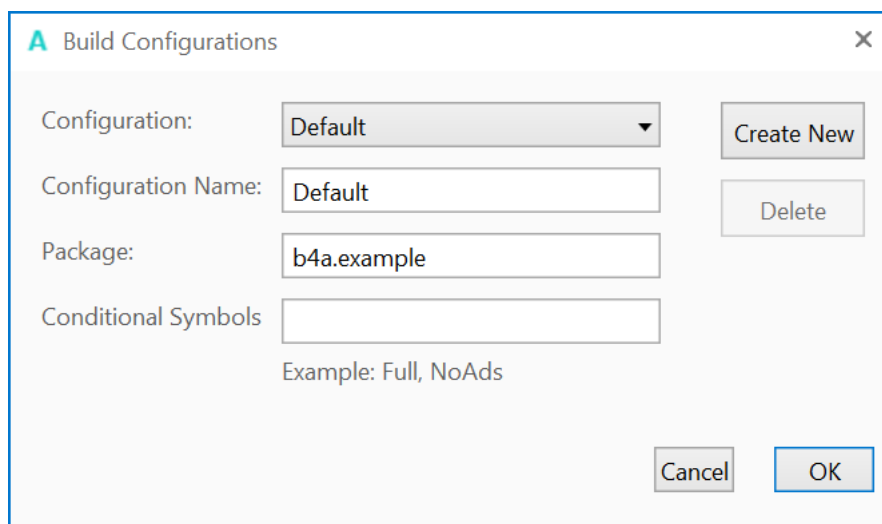 A Build Configurations
Configuration: Default Create New
Configuration Name: Default Delete
Package: b4a.example
Conditional Symbols
Example: Full, NoAds
Cancel OK